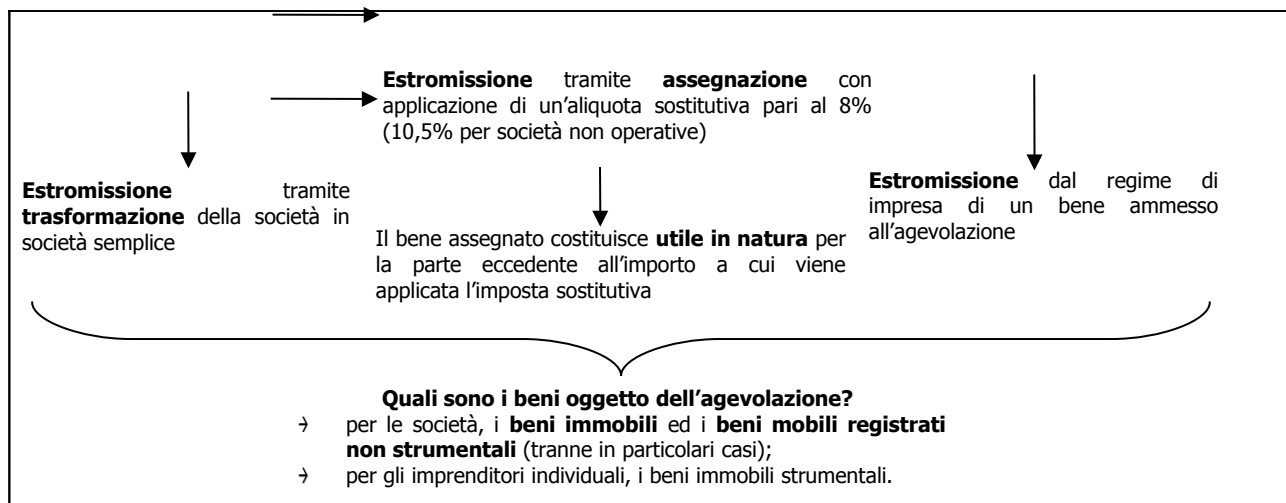 Estromissione tramite assegnazione con
applicazione di un'aliquota sostitutiva pari al 8%
(10,5% per società non operative)
Estromissione tramite
trasformazione della società in
società semplice
Il bene assegnato costituisce utile in natura per
la parte eccedente all'importo a cui viene
applicata l'imposta sostitutiva
Estromissione dal regime di
impresa di un bene ammesso
all'agevolazione
Quali sono i beni oggetto dell'agevolazione?
per le società, i beni immobili ed i beni mobili registrati
non strumentali (tranne in particolari casi);
per gli imprenditori individuali, i beni immobili strumentali.